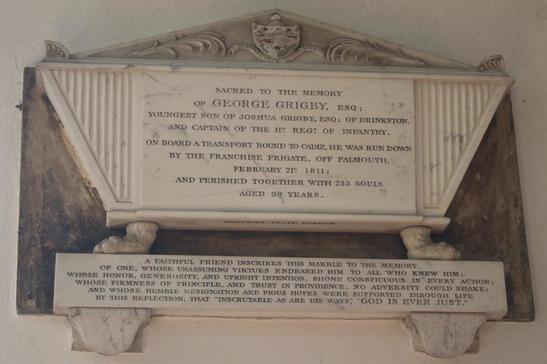 SACRED TO THE MEMORY
OF GEORGE GRIGBY, ESQ:
YOUNGEST SON OF JOSHUA GRIGBY, ESQ: OF DRINKSTON,
AND CAPTAIN OF THE 11TH REGT OF INFANTRY.
ON BOARD A TRANSPORT BOUND TO CADIZ, HE WAS RUN DOWN
BY THE FRANCHISE FRIGATE, OFF FALMOUTH,
FEBRUARY 21ST 1811;
AND PERISHED TOGETHER WITH 233 SOULS.
AGED 39 YEARS.
A FAITHFUL FRIEND INSCRIBES THIS MARBLE TO THE MEMORY
OF ONE, WHOSE UNASSUMING VIRTUES ENDEARED HIM TO ALL WHO KNEW HIM;
WHOSE HONOR, GENEROSITY, AND UPRIGHT INTENTION, SHONE CONSPICUOUS IN EVERY ACTION;
WHOSE FIRMNESS OF PRINCIPLE, AND TRUST IN PROVIDENCE, NO ADVERSITY COULD SHAKE;
AND WHOSE HUMBLE RESIGNATION AND PIOUS HOPES WERE SUPPORTED THROUGH LIFE
BY THIS REFLECTION, THAT "INSCRUTABLE AS ARE HIS WAYS, "GOD IS EVER JUST."